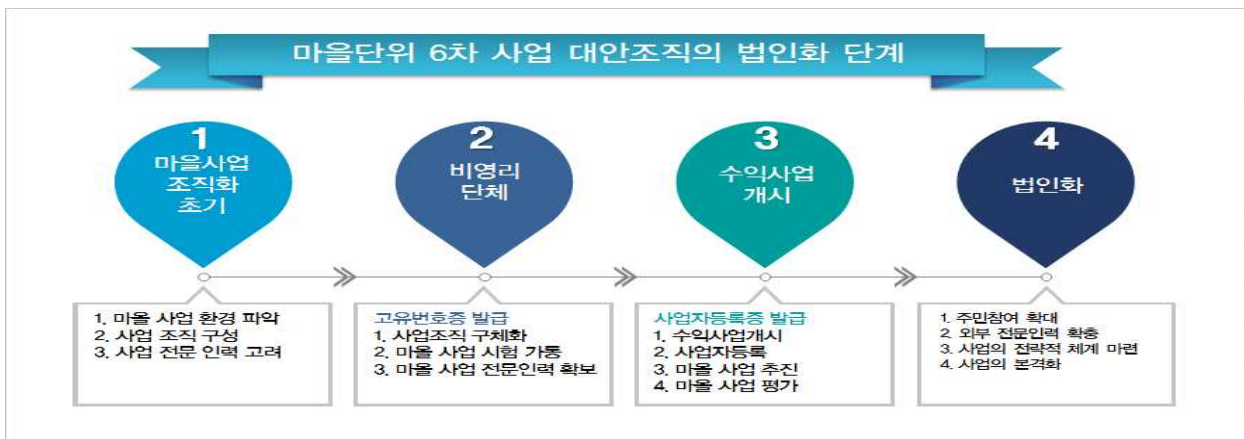 마을단위 6차 사업 대안조직의 법인화 단계
1
마을사업
조직화
초기
2
비영리
단체
3
수익사업
개시
4
법인화
1. 마을 사업 환경 파악
2. 사업 조직 구성
3. 사업 전문 인력 고려
고유번호증 발급
1. 사업조직 구체화
2. 마을 사업 시험 가동
3. 마을 사업 전문인력 확보
사업자등록증 발급
1. 수익사업개시
2. 사업자등록
3. 마을 사업 추진
4. 마을 사업 평가
1. 주민참여 확대
2. 외부 전문인력 확충
3. 사업의 전략적 체계 마련
4. 사업의 본격화